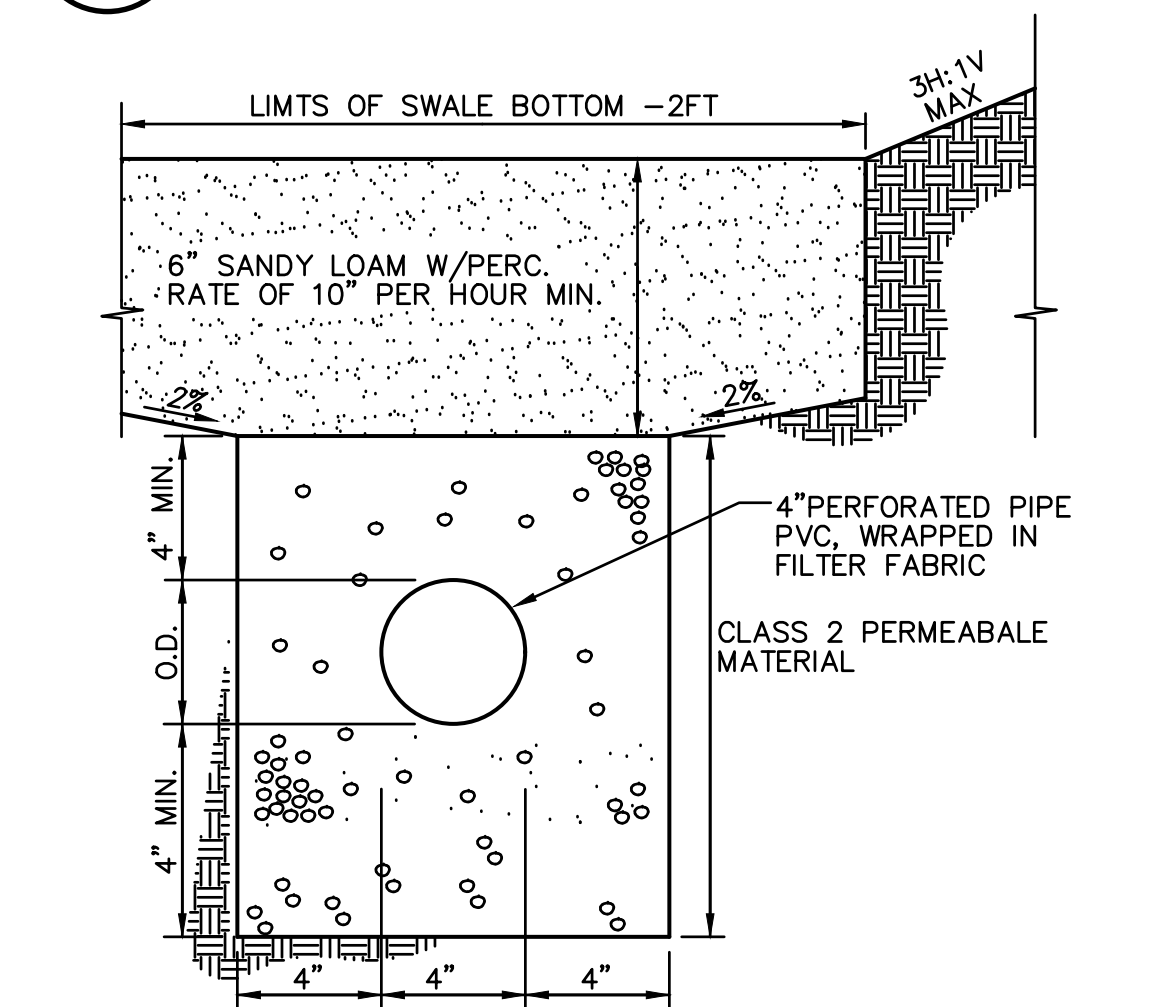 3H:1V
MAX
LIMTS OF SWALE BOTTOM -2FT
6” SANDY LOAM W/PERC.
RATE OF 10” PER HOUR MIN.
2%
2%
4” MIN.
4”PERFORATED PIPE
PVC, WRAPPED IN
FILTER FABRIC
O.D.
CLASS 2 PERMEABALE
MATERIAL
4” MIN.
4”
4”
4”